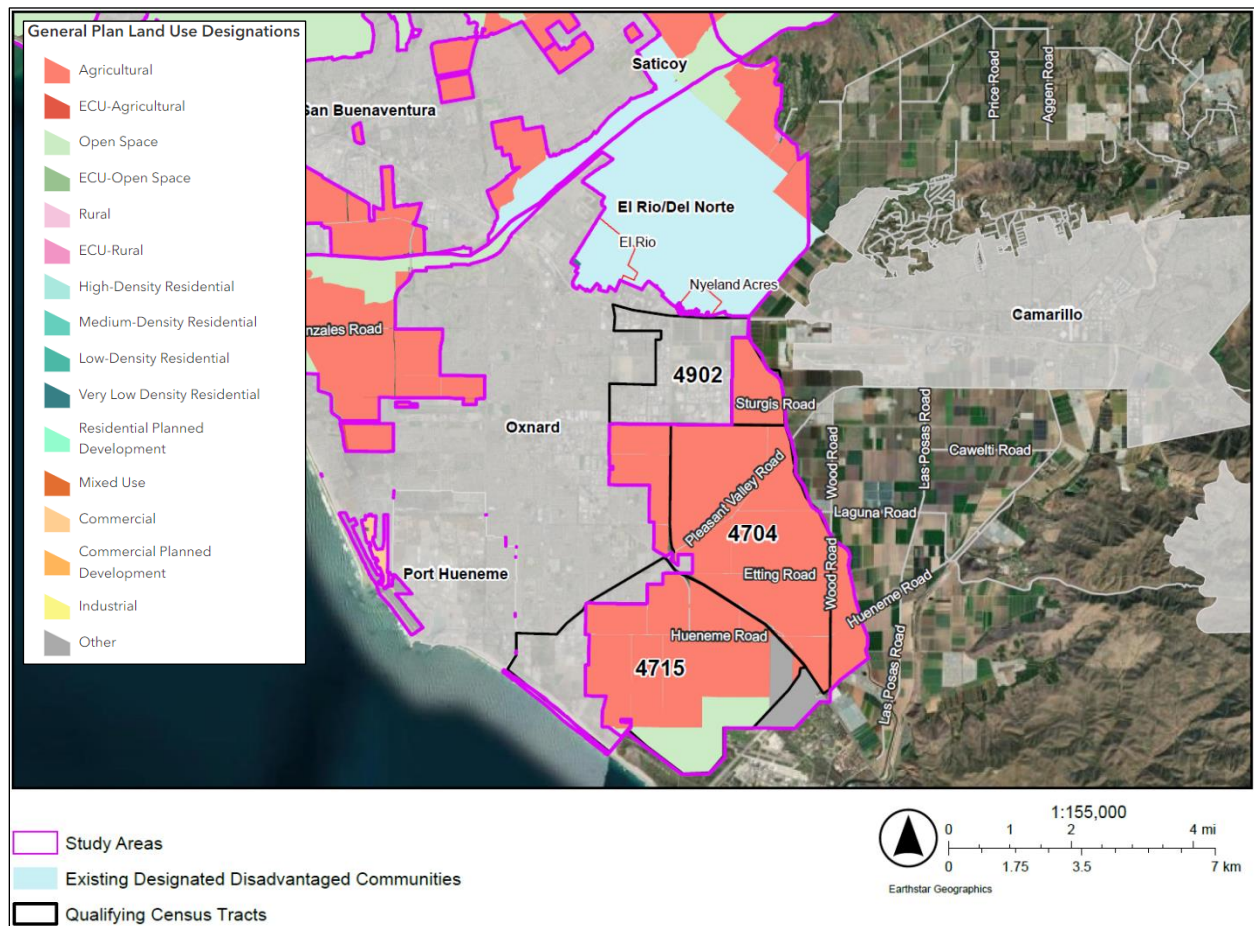 General Plan Land Use Designations
Agricultural
ECU-Agricultural
Open Space
ECU-Open Space
Rural
ECU-Rural
High-Density Residential
Medium-Density Residential
Low-Density Residential
Very Low Density Residential
Residential Planned
Development
Mixed Use
Commercial
Commercial Planned
Development
Industrial
Other
Saticoy
San Buenaventura
Price Road
Aggen Road
El Rio/Del Norte
El Rio
Nyeland Acres
Camarillo
nzales Road
4902
Sturgis Road
Oxnard
Wood Road
Las Posas Road
Cawelti Road
Pleasant Valley Road
Laguna Road
4704
Port Hueneme
Etting Road
Wood Road
Hueneme Road
Hueneme Road
4715
Las Posas Road
Study Areas
Existing Designated Disadvantaged Communities
Qualifying Census Tracts
1:155,000
0 1 2 4 mi
0 1.75 3.5 7 km
Earthstar Geographics